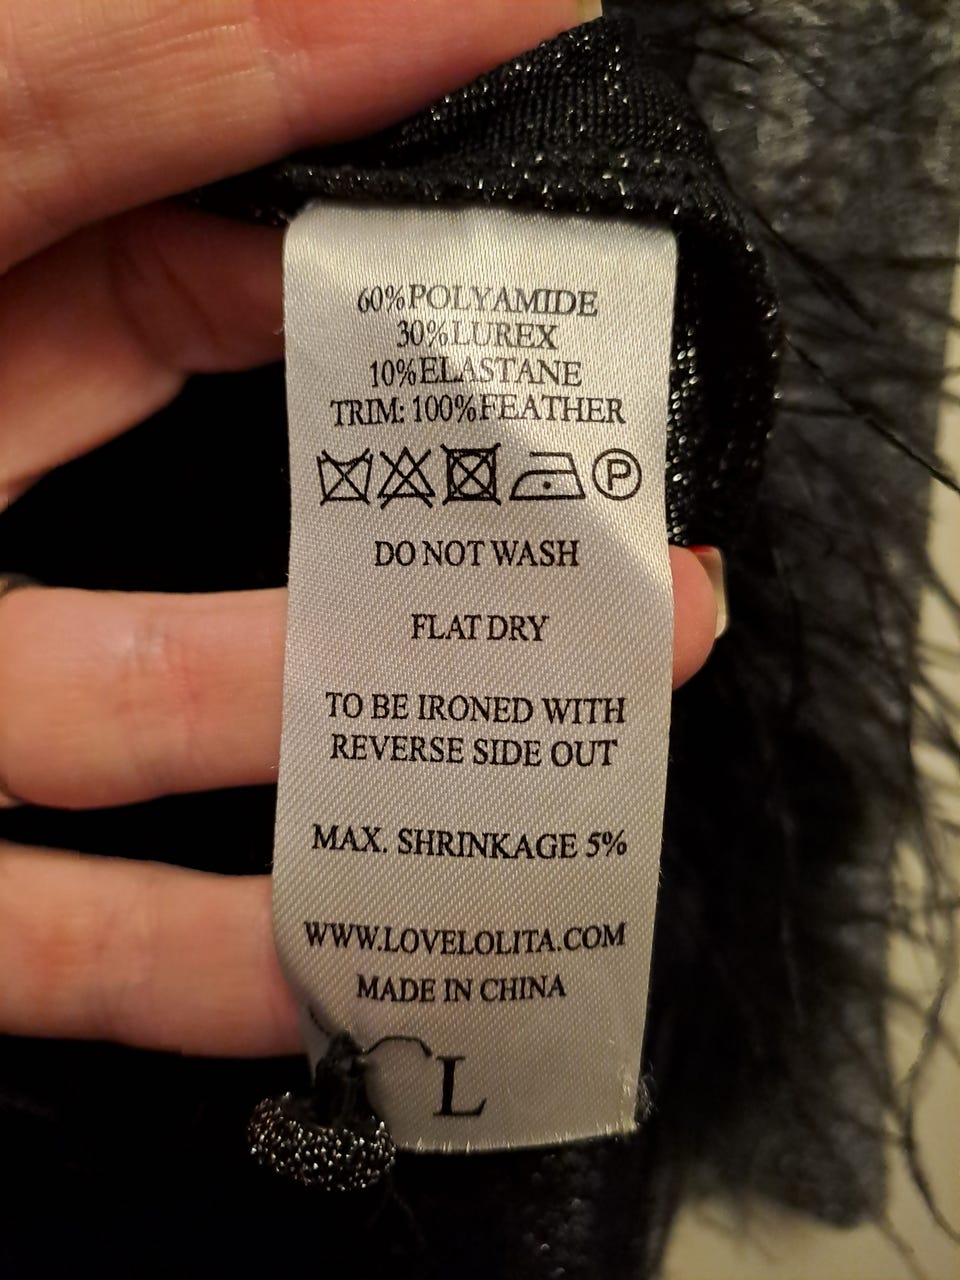 60%POLYAMIDE
30%LUREX
10%ELASTANE
TRIM: 100%FEATHER
P
DO NOT WASH
FLAT DRY
TO BE IRONED WITH
REVERSE SIDE OUT
MAX. SHRINKAGE 5%
WWW.LOVELOLITA.COM
MADE IN CHINA
L